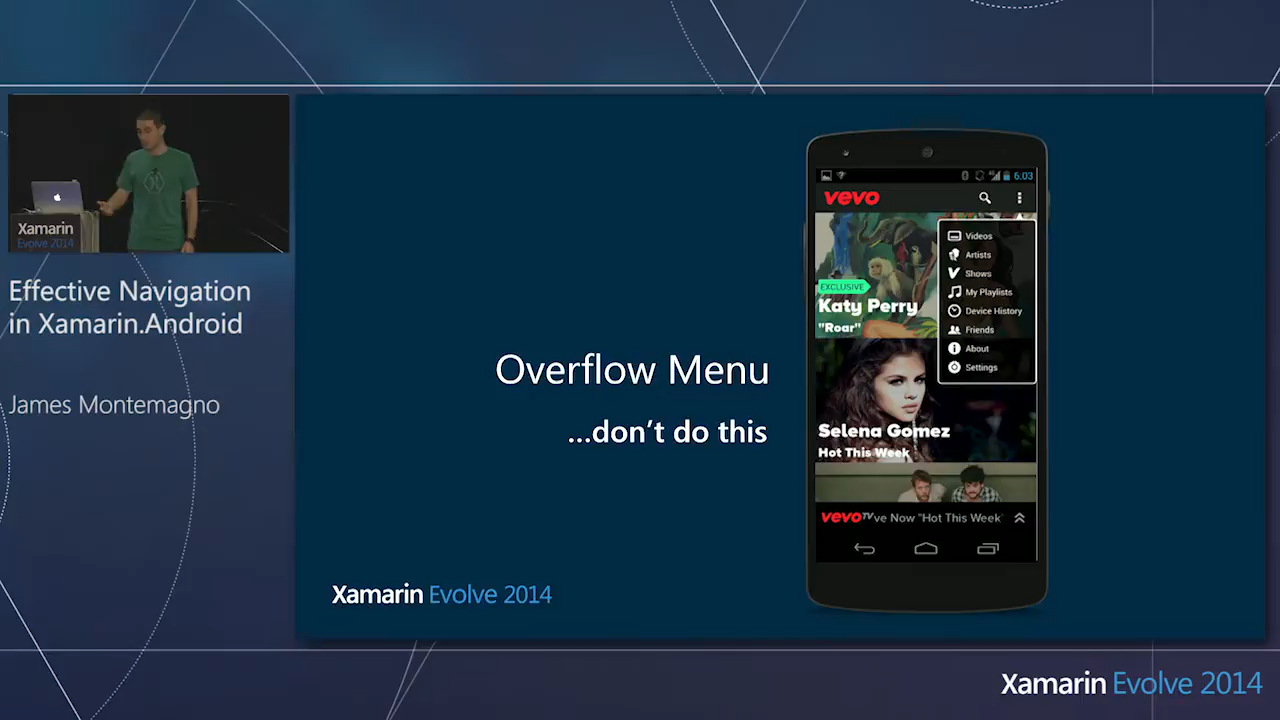 Xamarin
Evolve 2014
Effective Navigation
in Xamarin.Android
James Montemagno
Overflow Menu
...don't do this
Xamarin Evolve 2014
6:03
vevo
Videos
Artists
Shows
My Playlists
Device History
Friends
About
Settings
EXCLUSIVE
Katy Perry
"Roar"
Selena Gomez
Hot This Week
vevo TV ve Now "Hot This Week"
Xamarin Evolve 2014